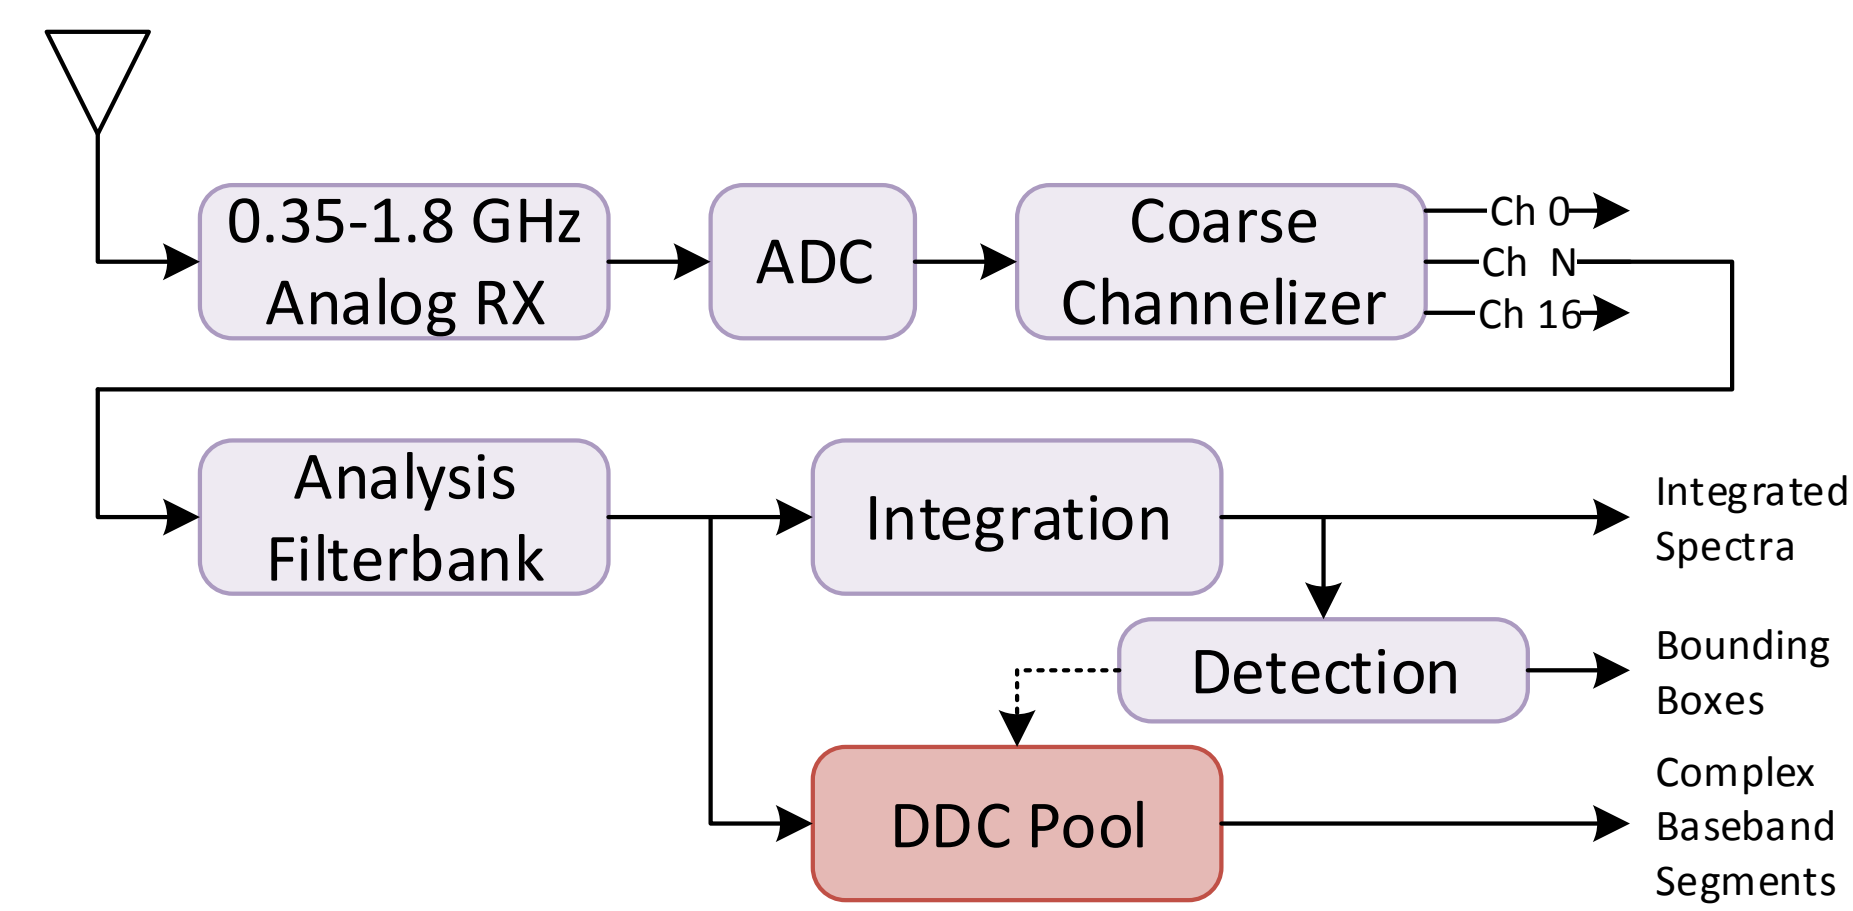 0.35-1.8 GHz
Analog RX
ADC
Coarse
Channelizer
Ch 0
Ch N
Ch 16
Analysis
Filterbank
Integration
Integrated
Spectra
Detection
Bounding
Boxes
DDC Pool
Complex
Baseband
Segments